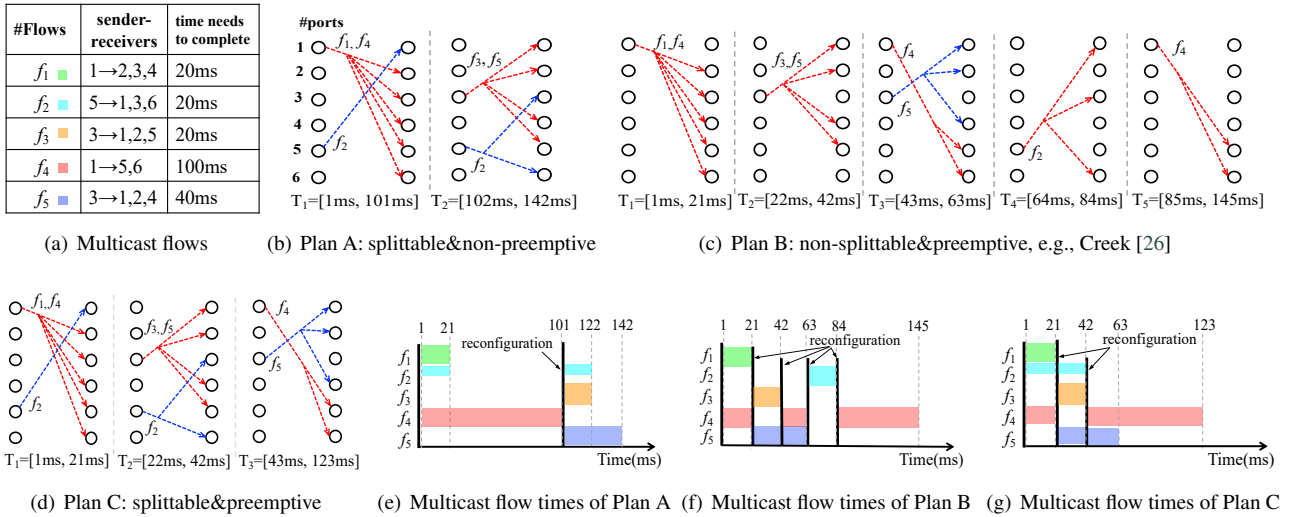 #Flows sender-receivers time needs to complete
f1 1→2,3,4 20ms
f2 5→1,3,6 20ms
f3 3→1,2,5 20ms
f4 1→5,6 100ms
f5 3→1,2,4 40ms
(a) Multicast flows
#ports
1
2
3
4
5
6
f1, f4
f2
f3, f5
f2
T1=[1ms, 101ms] T2=[102ms, 142ms]
(b) Plan A: splittable&non-preemptive
f1, f4
f3, f5
f4
f5
f2
f4
T1=[1ms, 21ms] T2=[22ms, 42ms] T3=[43ms, 63ms] T4=[64ms, 84ms] T5=[85ms, 145ms]
(c) Plan B: non-splittable&preemptive, e.g., Creek [26]
f1, f4
f2
f3, f5
f2
f4
f5
T1=[1ms, 21ms] T2=[22ms, 42ms] T3=[43ms, 123ms]
(d) Plan C: splittable&preemptive
1 21 101 122 142
reconfiguration
f1
f2
f3
f4
f5
Time(ms)
(e) Multicast flow times of Plan A
1 21 42 63 84 145
reconfiguration
f1
f2
f3
f4
f5
Time(ms)
(f) Multicast flow times of Plan B
1 21 42 63 123
reconfiguration
f1
f2
f3
f4
f5
Time(ms)
(g) Multicast flow times of Plan C